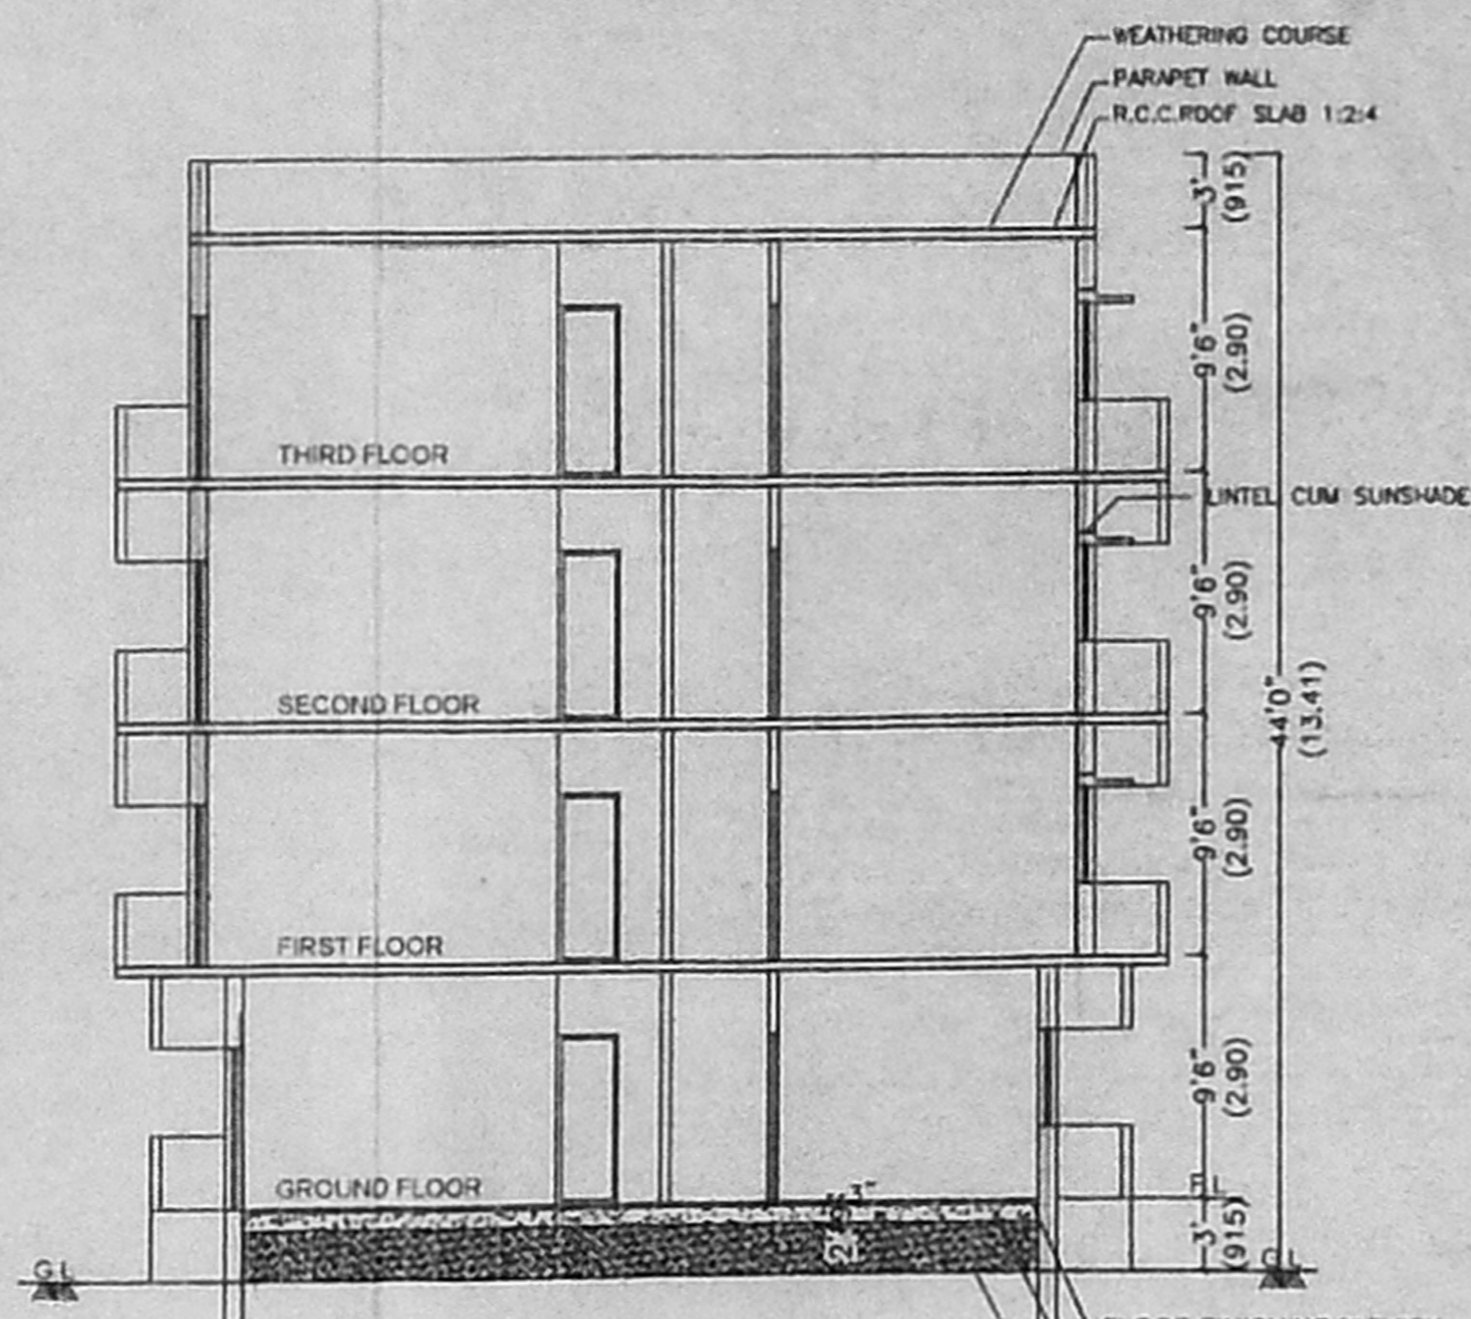 WEATHERING COURSE
PARAPET WALL
R.C.C.ROOF SLAB 1:2:4
3'
(915)
9'6"
(2.90)
THIRD FLOOR
LINTEL CUM SUNSHADE
9'6"
(2.90)
44'0"
(13.41)
SECOND FLOOR
9'6"
(2.90)
FIRST FLOOR
9'6"
(2.90)
GROUND FLOOR
3"
3'
(915)
G L
G L